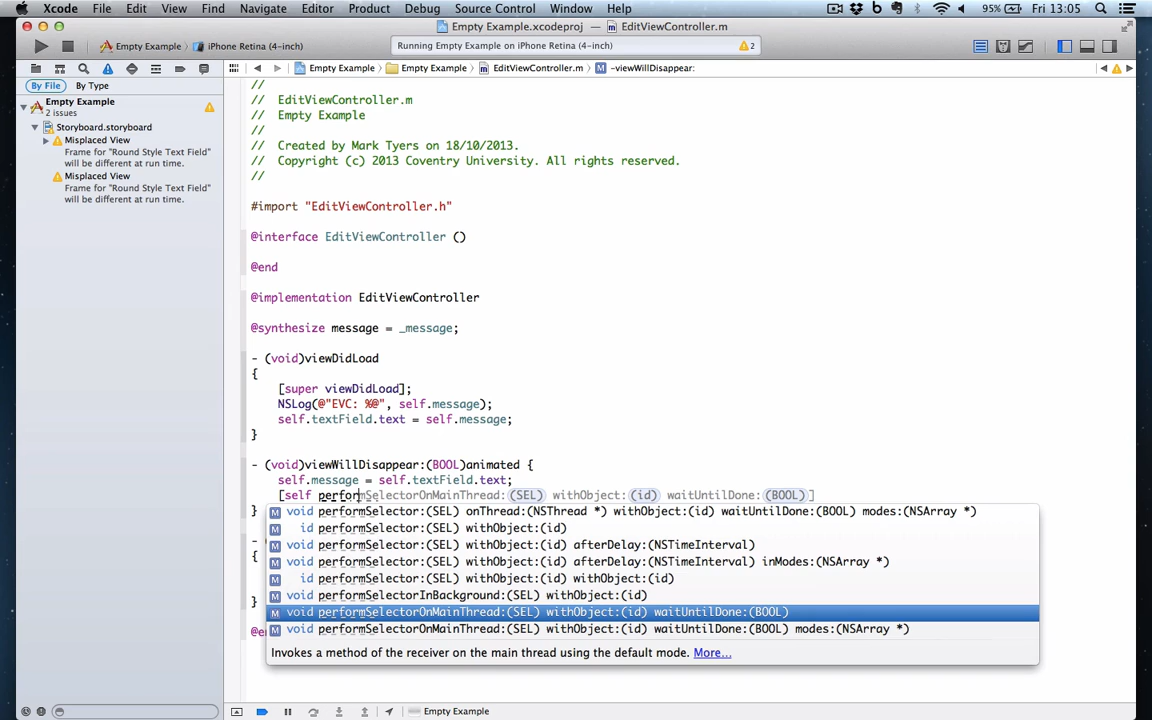 Xcode File Edit View Find Navigate Editor Product Debug Source Control Window Help 95% Fri 13:05
Empty Example.xcodeproj — EditViewController.m
Empty Example iPhone Retina (4-inch)
Running Empty Example on iPhone Retina (4-inch) 2
Empty Example Empty Example EditViewController.m M -viewWillDisappear:
By File By Type
Empty Example
2 issues
Storyboard.storyboard
Misplaced View
Frame for "Round Style Text Field"
will be different at run time.
Misplaced View
Frame for "Round Style Text Field"
will be different at run time.
//
// EditViewController.m
// Empty Example
//
// Created by Mark Tyers on 18/10/2013.
// Copyright (c) 2013 Coventry University. All rights reserved.
//
#import "EditViewController.h"
@interface EditViewController ()
@end
@implementation EditViewController
@synthesize message = _message;
- (void)viewDidLoad
{
[super viewDidLoad];
NSLog(@"EVC: %@", self.message);
self.textField.text = self.message;
}
- (void)viewWillDisappear:(BOOL)animated {
self.message = self.textField.text;
[self performSelectorOnMainThread:(SEL) withObject:(id) waitUntilDone:(BOOL)]
}
M void performSelector:(SEL) onThread:(NSThread *) withObject:(id) waitUntilDone:(BOOL) modes:(NSArray *)
-
M id performSelector:(SEL) withObject:(id)
M void performSelector:(SEL) withObject:(id) afterDelay:(NSTimeInterval)
{
M void performSelector:(SEL) withObject:(id) afterDelay:(NSTimeInterval) inModes:(NSArray *)
M id performSelector:(SEL) withObject:(id) withObject:(id)
M void performSelectorInBackground:(SEL) withObject:(id)
}
M void performSelectorOnMainThread:(SEL) withObject:(id) waitUntilDone:(BOOL)
@e
M void performSelectorOnMainThread:(SEL) withObject:(id) waitUntilDone:(BOOL) modes:(NSArray *)
Invokes a method of the receiver on the main thread using the default mode. More...
Empty Example